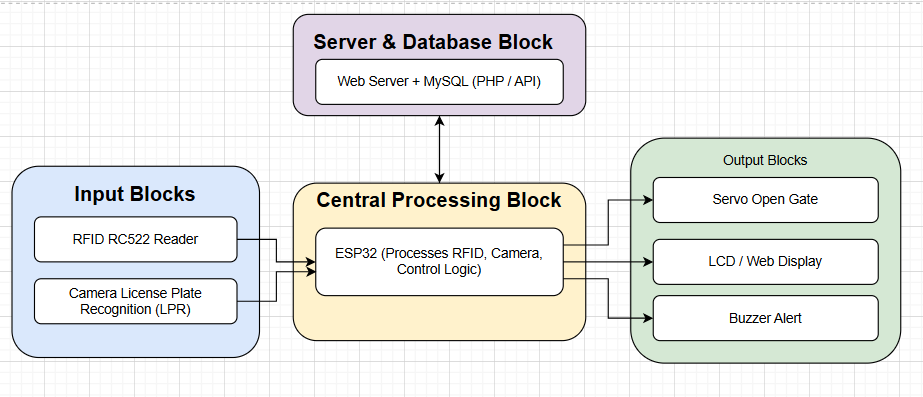 Server & Database Block
Web Server + MySQL (PHP / API)
Input Blocks
RFID RC522 Reader
Camera License Plate
Recognition (LPR)
Central Processing Block
ESP32 (Processes RFID, Camera,
Control Logic)
Output Blocks
Servo Open Gate
LCD / Web Display
Buzzer Alert